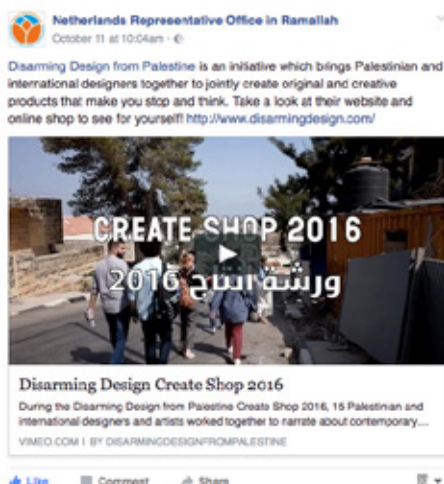 Netherlands Representative Office in Ramallah
October 11 at 10:04am ·
Disarming Design from Palestine is an initiative which brings Palestinian and
international designers together to jointly create original and creative
products that make you stop and think. Take a look at their website and
online shop to see for yourself! http://www.disarmingdesign.com/
CREATE SHOP 2016
ورشة انتاج 2016
Disarming Design Create Shop 2016
During the Disarming Design from Palestine Create Shop 2016, 15 Palestinian and
international designers and artists worked together to narrate about contemporary....
VIMEO.COM | BY DISARMINGDESIGNFROMPALESTINE
Like Comment Share